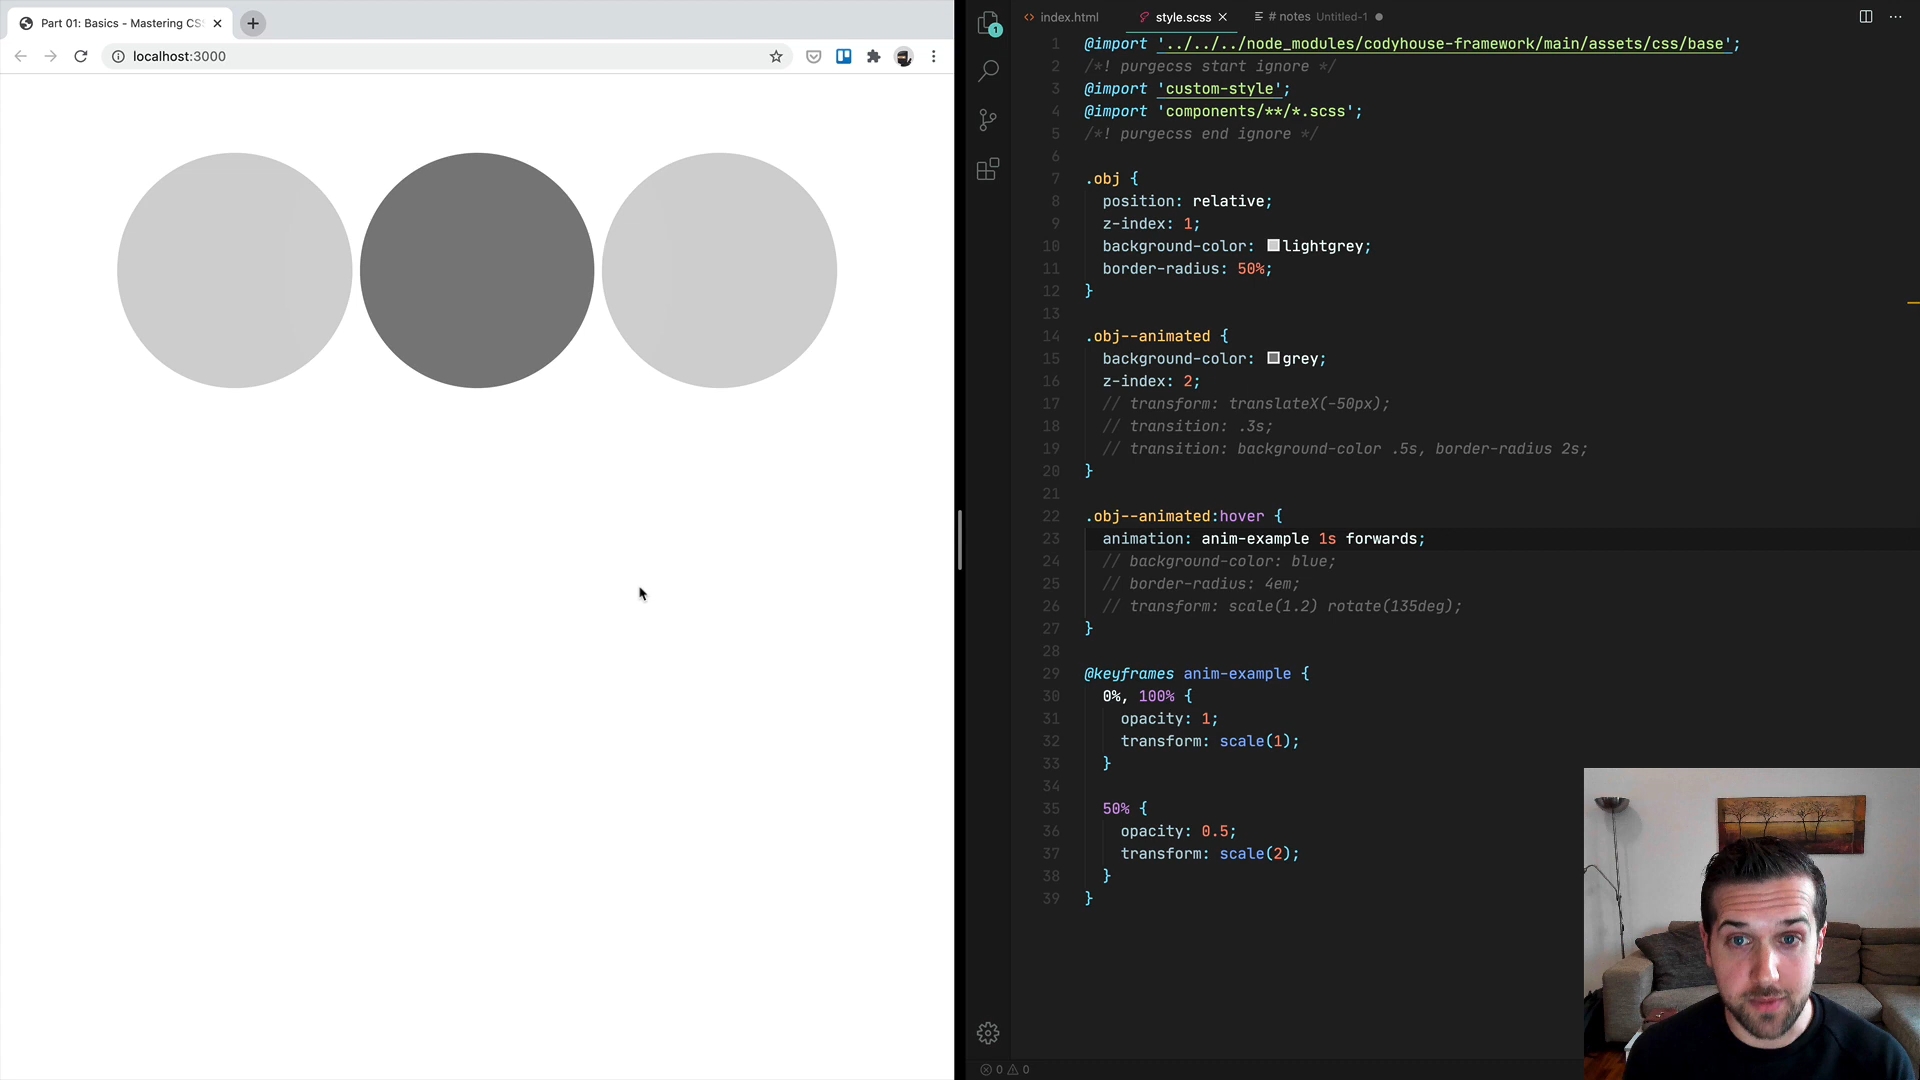 Part 01: Basics - Mastering CS
localhost:3000
1
index.html
style.scss
# notes Untitled-1
1 @import '../../../node_modules/codyhouse-framework/main/assets/css/base';
2 /*! purgecss start ignore */
3 @import 'custom-style';
4 @import 'components/**/*.scss';
5 /*! purgecss end ignore */
6
7 .obj {
8 position: relative;
9 z-index: 1;
10 background-color: lightgrey;
11 border-radius: 50%;
12 }
13
14 .obj--animated {
15 background-color: grey;
16 z-index: 2;
17 // transform: translateX(-50px);
18 // transition: .3s;
19 // transition: background-color .5s, border-radius 2s;
20 }
21
22 .obj--animated:hover {
23 animation: anim-example 1s forwards;
24 // background-color: blue;
25 // border-radius: 4em;
26 // transform: scale(1.2) rotate(135deg);
27 }
28
29 @keyframes anim-example {
30 0%, 100% {
31 opacity: 1;
32 transform: scale(1);
33 }
34
35 50% {
36 opacity: 0.5;
37 transform: scale(2);
38 }
39 }
0 0